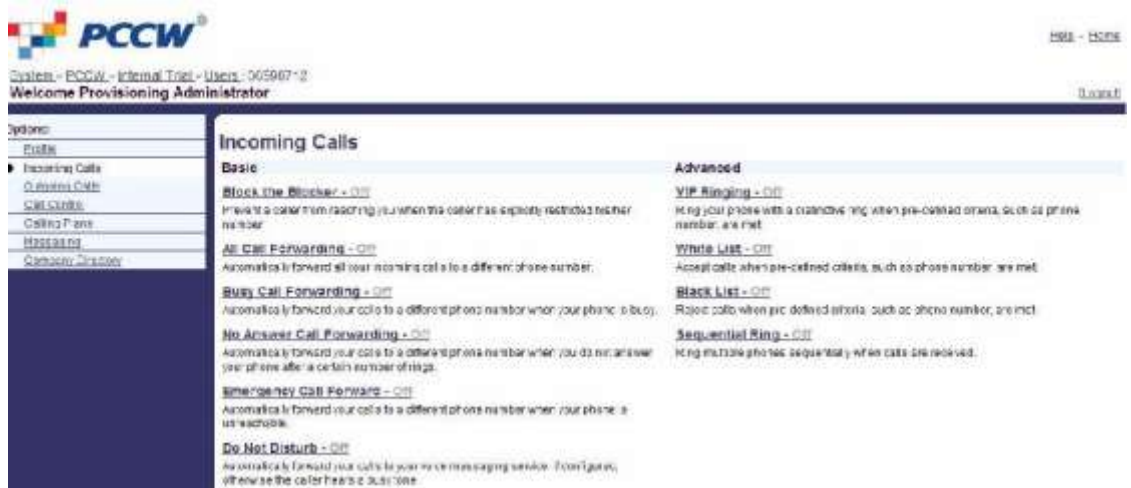 PCCW®
Help - Home
System - PCCW - Internal Trial - Users :
Welcome Provisioning Administrator
[Logout]
Options:
Profile
Incoming Calls
Outgoing Calls
Call Control
Calling Plans
Messaging
Company Directory
Incoming Calls
Basic
Block the Blocker - Off
Prevent a caller from reaching you when the caller has explicitly restricted his/her
number
All Call Forwarding - Off
Automatically forward all your incoming calls to a different phone number.
Busy Call Forwarding - Off
Automatically forward your calls to a different phone number when your phone is busy.
No Answer Call Forwarding - Off
Automatically forward your calls to a different phone number when you do not answer
your phone after a certain number of rings.
Emergency Call Forward - Off
Automatically forward your calls to a different phone number when your phone is
unreachable.
Do Not Disturb - Off
Automatically forward your calls to your voice messaging service, if configured,
otherwise the caller hears a busy tone
Advanced
VIP Ringing - Off
Ring your phone with a distinctive ring when pre-defined criteria, such as phone
number, are met
White List - Off
Accept calls when pre-defined criteria, such as phone number, are met
Black List - Off
Reject calls when pre-defined criteria, such as phone number, are met.
Sequential Ring - Off
Ring multiple phones sequentially when calls are received.